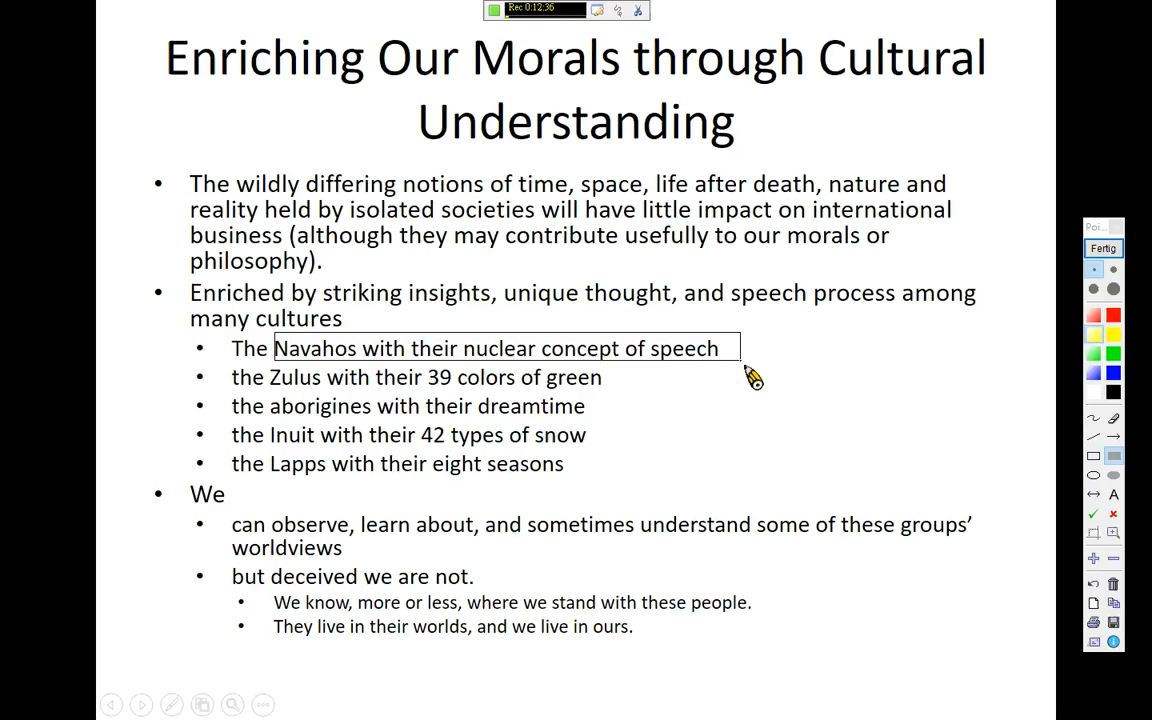 Rec 0:12:36
Enriching Our Morals through Cultural
Understanding
• The wildly differing notions of time, space, life after death, nature and
reality held by isolated societies will have little impact on international
business (although they may contribute usefully to our morals or
philosophy).
• Enriched by striking insights, unique thought, and speech process among
many cultures
• The Navahos with their nuclear concept of speech
• the Zulus with their 39 colors of green
• the aborigines with their dreamtime
• the Inuit with their 42 types of snow
• the Lapps with their eight seasons
• We
• can observe, learn about, and sometimes understand some of these groups’
worldviews
• but deceived we are not.
• We know, more or less, where we stand with these people.
• They live in their worlds, and we live in ours.
Poi...
Fertig
A